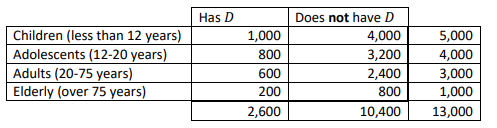 Has D Does not have D
Children (less than 12 years) 1,000 4,000 5,000
Adolescents (12-20 years) 800 3,200 4,000
Adults (20-75 years) 600 2,400 3,000
Elderly (over 75 years) 200 800 1,000
2,600 10,400 13,000